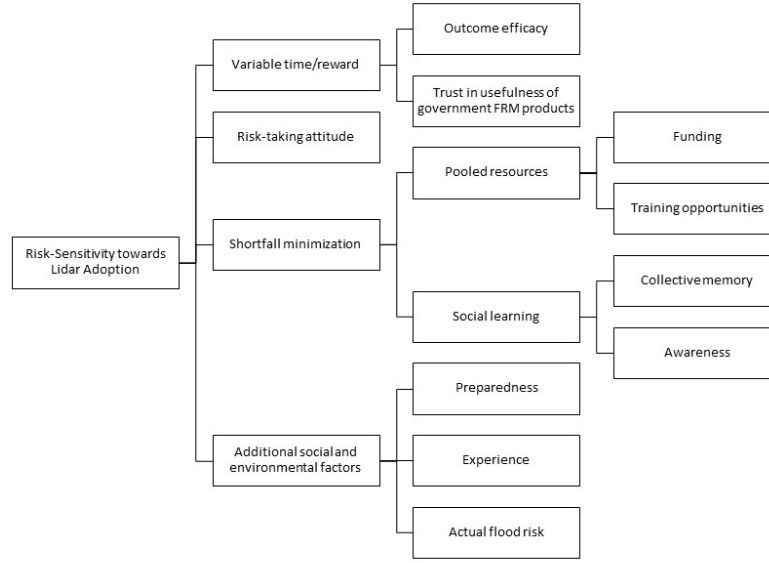 Risk-Sensitivity towards
Lidar Adoption
Variable time/reward
Outcome efficacy
Trust in usefulness of
government FRM products
Risk-taking attitude
Shortfall minimization
Pooled resources
Funding
Training opportunities
Social learning
Collective memory
Awareness
Additional social and
environmental factors
Preparedness
Experience
Actual flood risk